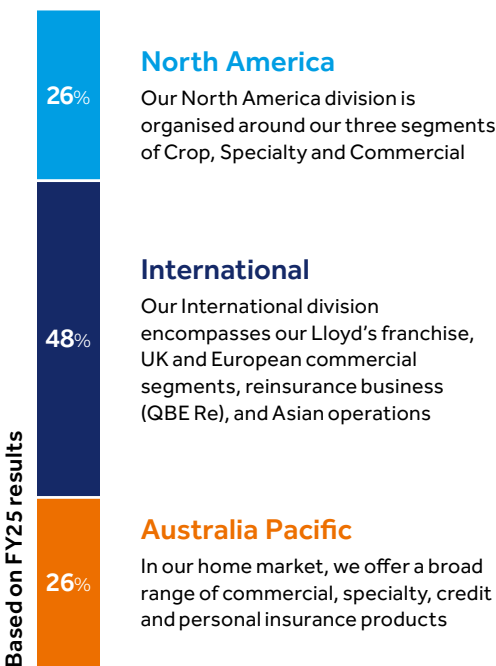 26%
North America
Our North America division is
organised around our three segments
of Crop, Specialty and Commercial
48%
International
Our International division
encompasses our Lloyd's franchise,
UK and European commercial
segments, reinsurance business
(QBE Re), and Asian operations
26%
Australia Pacific
In our home market, we offer a broad
range of commercial, specialty, credit
and personal insurance products
Based on FY25 results